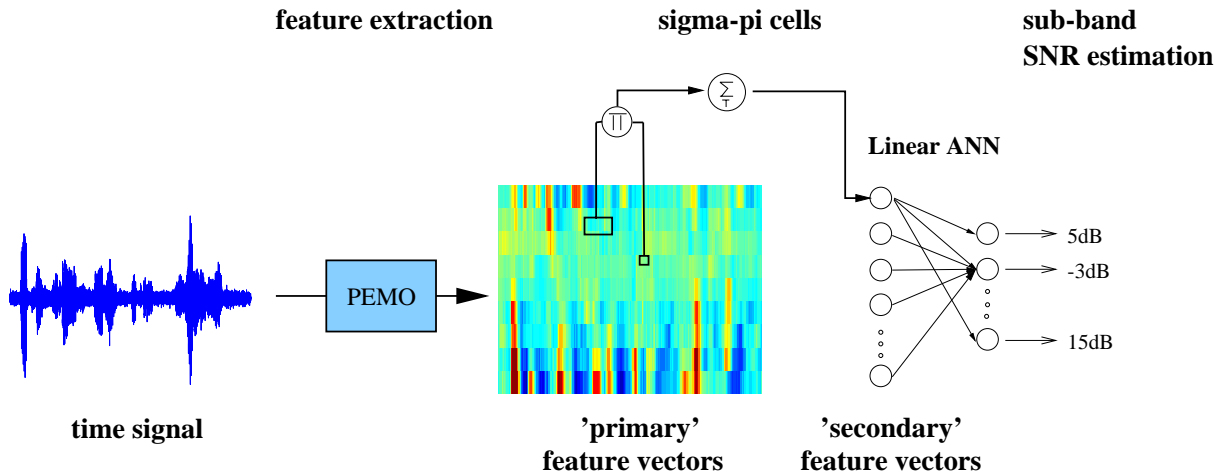 feature extraction
sigma-pi cells
sub-band
SNR estimation
Π
Σ
T
Linear ANN
PEMO
5dB
-3dB
15dB
time signal
’primary’
feature vectors
’secondary’
feature vectors